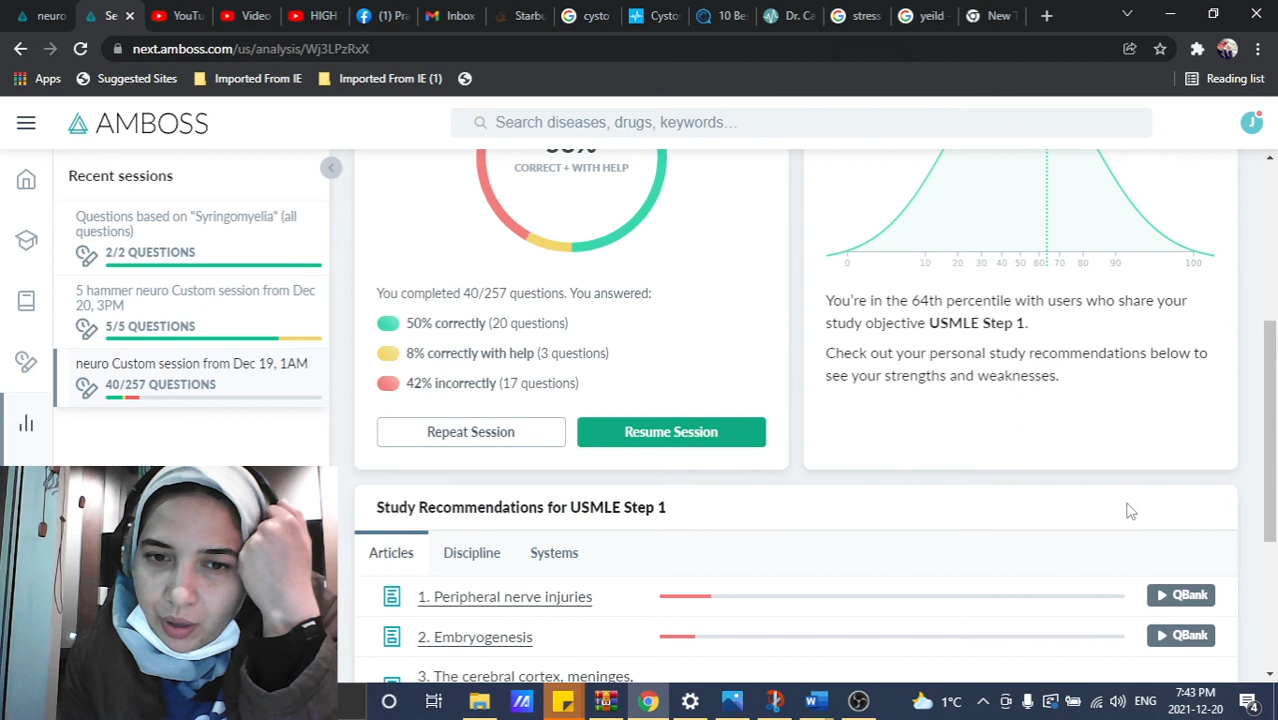 neuro
Se
YouTu
Video
HIGH
(1) Pra
Inbox
Starbu
cysto
Cysto
10 Be
Dr. Ca
stress
yeild -
New T
next.amboss.com/us/analysis/Wj3LPzRxX
Apps
Suggested Sites
Imported From IE
Imported From IE (1)
Reading list
AMBOSS
Search diseases, drugs, keywords...
J
Recent sessions
Questions based on "Syringomyelia" (all
questions)
2/2 QUESTIONS
5 hammer neuro Custom session from Dec
20, 3PM
5/5 QUESTIONS
neuro Custom session from Dec 19, 1AM
40/257 QUESTIONS
CORRECT + WITH HELP
You completed 40/257 questions. You answered:
50% correctly (20 questions)
8% correctly with help (3 questions)
42% incorrectly (17 questions)
Repeat Session
Resume Session
0 10 20 30 40 50 60 70 80 90 100
You're in the 64th percentile with users who share your
study objective USMLE Step 1.
Check out your personal study recommendations below to
see your strengths and weaknesses.
Study Recommendations for USMLE Step 1
Articles
Discipline
Systems
1. Peripheral nerve injuries
QBank
2. Embryogenesis
QBank
3. The cerebral cortex, meninges,
1°C
ENG
7:43 PM
2021-12-20
4